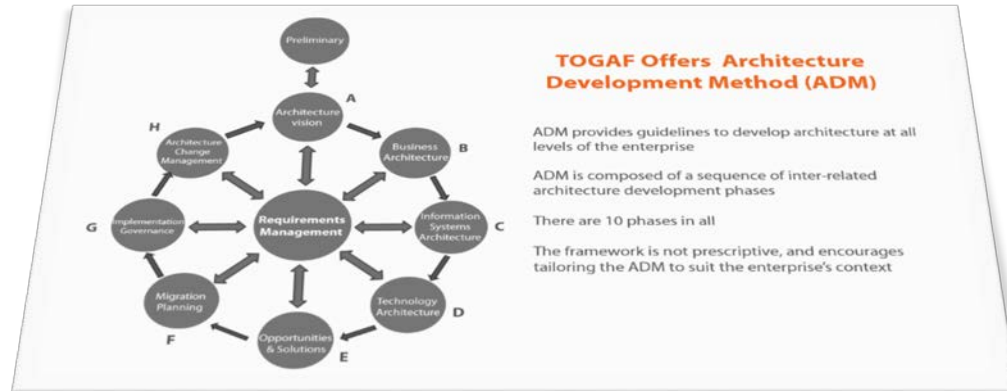 Preliminary
A
Architecture
vision
H
Architecture
Change
Management
Business
Architecture
B
G
Implementation
Governance
Requirements
Management
Information
Systems
Architecture
C
Migration
Planning
F
Technology
Architecture
D
Opportunities
& Solutions
E
TOGAF Offers Architecture
Development Method (ADM)
ADM provides guidelines to develop architecture at all
levels of the enterprise
ADM is composed of a sequence of inter-related
architecture development phases
There are 10 phases in all
The framework is not prescriptive, and encourages
tailoring the ADM to suit the enterprise's context